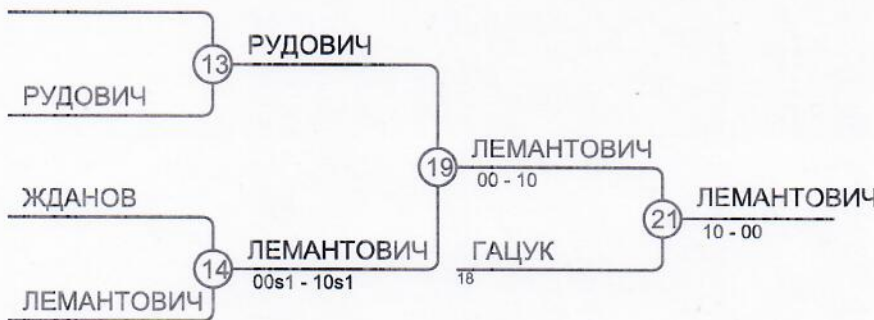 13
РУДОВИЧ
РУДОВИЧ
19
ЛЕМАНТОВИЧ
00 - 10
ЖДАНОВ
14
ЛЕМАНТОВИЧ
00s1 - 10s1
ЛЕМАНТОВИЧ
ГАЦУК
18
21
ЛЕМАНТОВИЧ
10 - 00